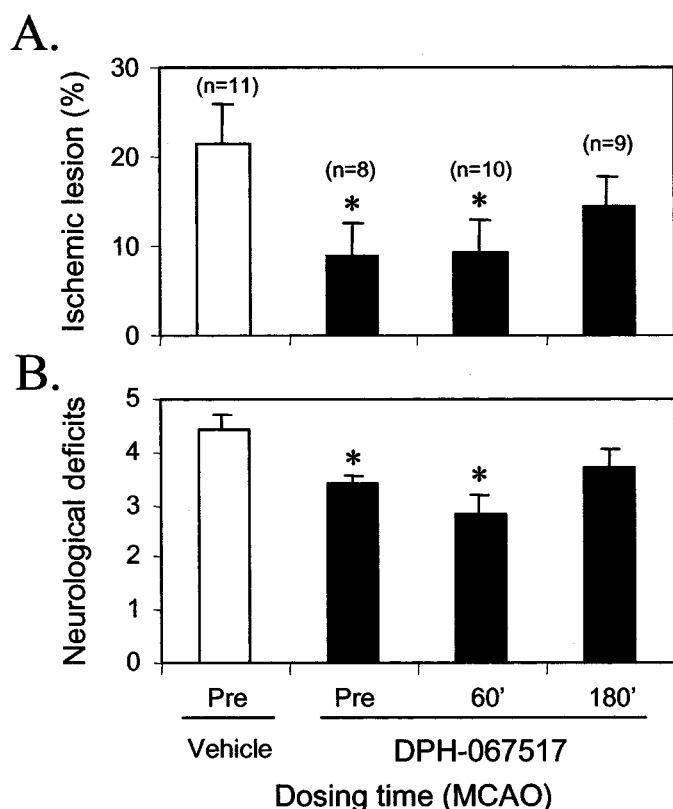 A.
Ischemic lesion (%)
30
20
10
0
(n=11)
(n=8)
(n=10)
(n=9)
*
*
B.
Neurological deficits
5
4
3
2
1
0
*
*
Pre
Pre
60'
180'
Vehicle
DPH-067517
Dosing time (MCAO)